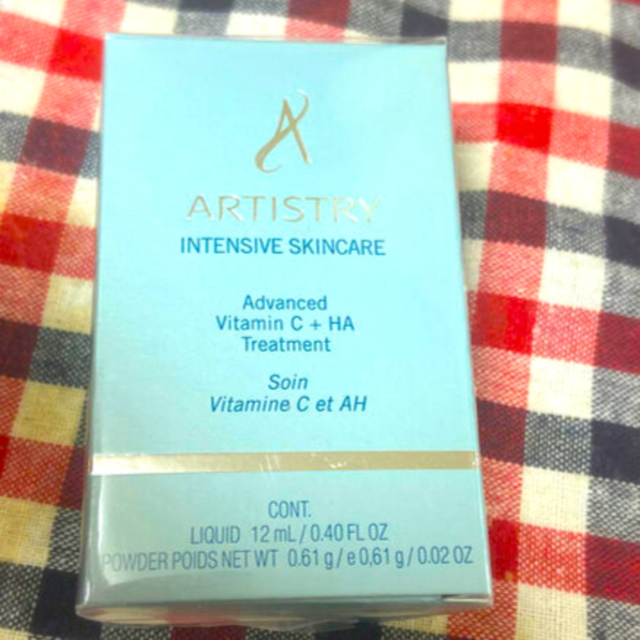 ARTISTRY
INTENSIVE SKINCARE
Advanced
Vitamin C + HA
Treatment
Soin
Vitamine C et AH
CONT.
LIQUID 12 mL / 0.40 FL OZ
POWDER POIDS NET WT 0.61 g / e 0,61 g / 0.02 OZ